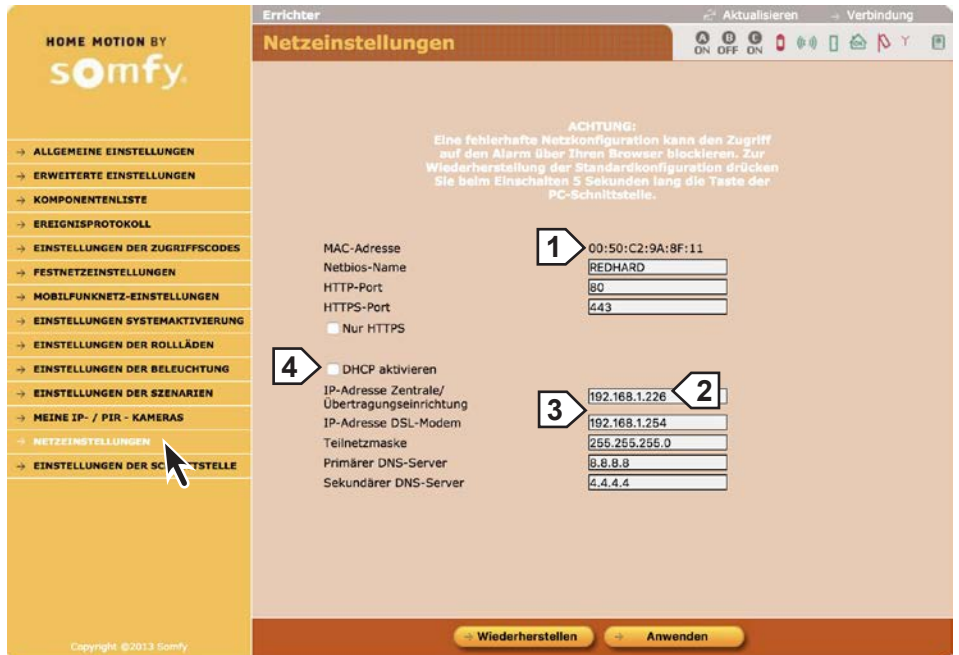 Errichter
Aktualisieren
Verbindung
HOME MOTION BY
somfy.
Netzeinstellungen
A B C
ON OFF ON
ACHTUNG:
Eine fehlerhafte Netzkonfiguration kann den Zugriff
auf den Alarm über Ihren Browser blockieren. Zur
Wiederherstellung der Standardkonfiguration drücken
Sie beim Einschalten 5 Sekunden lang die Taste der
PC-Schnittstelle.
ALLGEMEINE EINSTELLUNGEN
ERWEITERTE EINSTELLUNGEN
KOMPONENTENLISTE
EREIGNISPROTOKOLL
EINSTELLUNGEN DER ZUGRIFFSCODES
FESTNETZEINSTELLUNGEN
MOBILFUNKNETZ-EINSTELLUNGEN
EINSTELLUNGEN SYSTEMAKTIVIERUNG
EINSTELLUNGEN DER ROLLLÄDEN
EINSTELLUNGEN DER BELEUCHTUNG
EINSTELLUNGEN DER SZENARIEN
MEINE IP- / PIR - KAMERAS
NETZEINSTELLUNGEN
EINSTELLUNGEN DER
MAC-Adresse 1 00:50:C2:9A:8F:11
Netbios-Name REDHARD
HTTP-Port 80
HTTPS-Port 443
Nur HTTPS
4 DHCP aktivieren
IP-Adresse Zentrale/
Übertragungseinrichtung 192.168.1.226 2
3
IP-Adresse DSL-Modem 192.168.1.254
Teilnetzmaske 255.255.255.0
Primärer DNS-Server 8.8.8.8
Sekundärer DNS-Server 4.4.4.4
Wiederherstellen
Anwenden
Copyright ©2013 Somfy